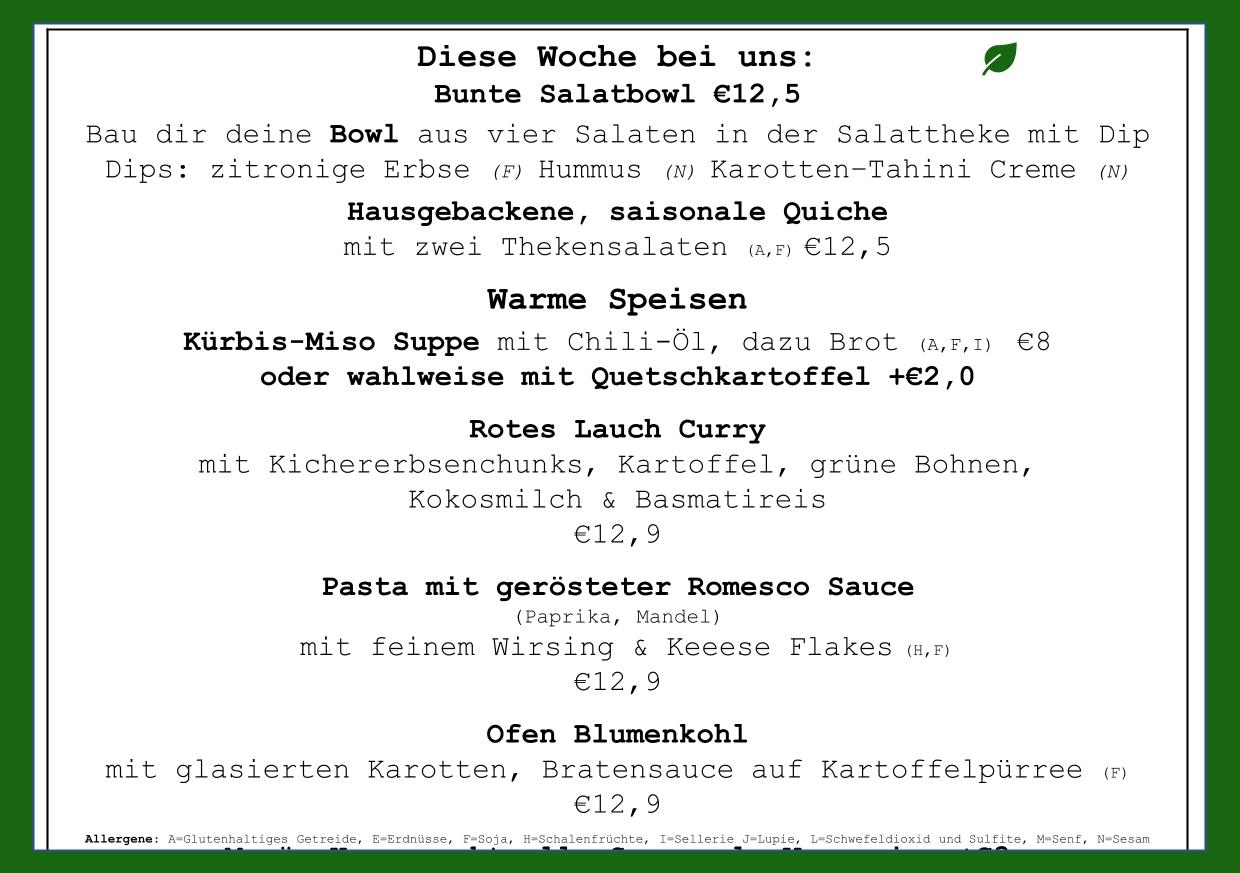 Diese Woche bei uns:
Bunte Salatbowl €12,5
Bau dir deine Bowl aus vier Salaten in der Salattheke mit Dip
Dips: zitronige Erbse (F) Hummus (N) Karotten-Tahini Creme (N)
Hausgebackene, saisonale Quiche
mit zwei Thekensalaten (A,F) €12,5
Warme Speisen
Kürbis-Miso Suppe mit Chili-Öl, dazu Brot (A,F,I) €8
oder wahlweise mit Quetschkartoffel +€2,0
Rotes Lauch Curry
mit Kichererbsenchunks, Kartoffel, grüne Bohnen,
Kokosmilch & Basmatireis
€12,9
Pasta mit gerösteter Romesco Sauce
(Paprika, Mandel)
mit feinem Wirsing & Keeese Flakes (H,F)
€12,9
Ofen Blumenkohl
mit glasierten Karotten, Bratensauce auf Kartoffelpürree (F)
€12,9
Allergene: A=Glutenhaltiges Getreide, E=Erdnüsse, F=Soja, H=Schalenfrüchte, I=Sellerie J=Lupie, L=Schwefeldioxid und Sulfite, M=Senf, N=Sesam